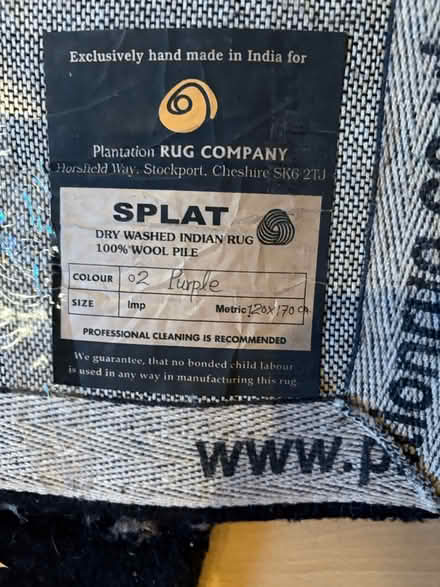 Exclusively hand made in India for
Plantation RUG COMPANY
Horsfield Way, Stockport, Cheshire SK6 2TJ
SPLAT
DRY WASHED INDIAN RUG
100% WOOL PILE
COLOUR 02 Purple
SIZE Imp Metric 120x170 cm.
PROFESSIONAL CLEANING IS RECOMMENDED
We guarantee, that no bonded child labour
is used in any way in manufacturing this rug
www.p